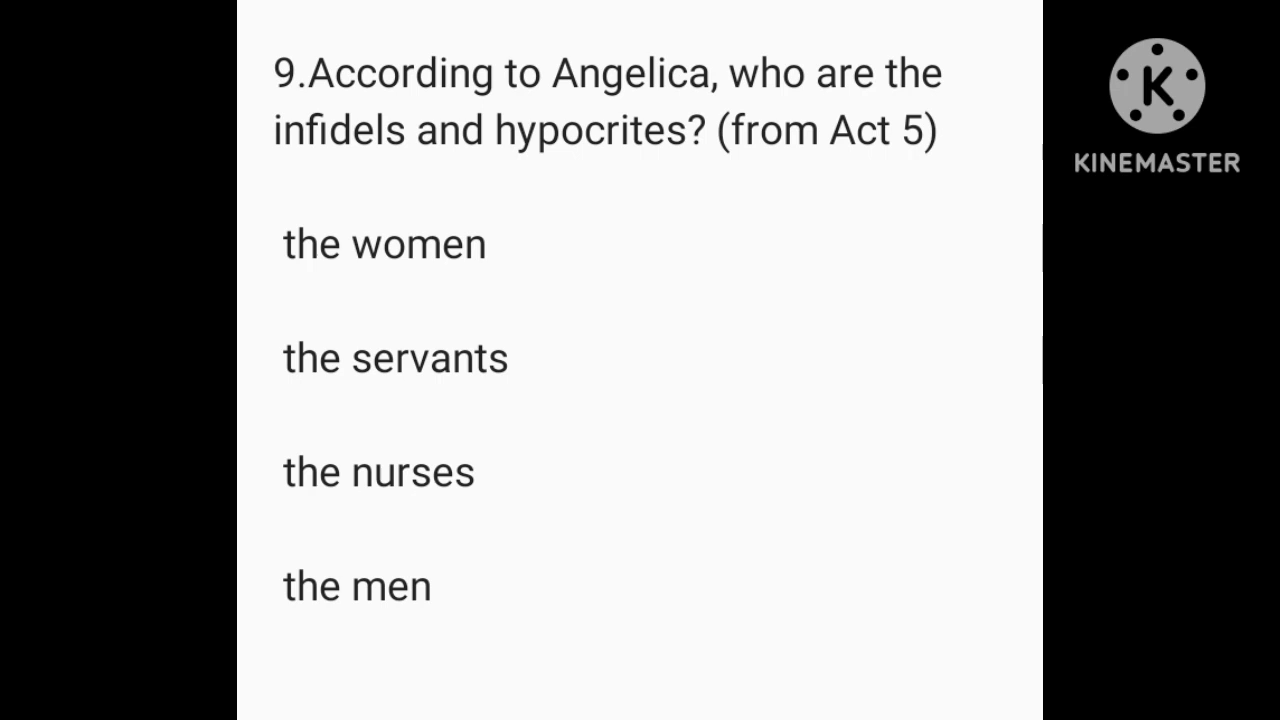 9.According to Angelica, who are the
infidels and hypocrites? (from Act 5)
the women
the servants
the nurses
the men
K
KINEMASTER